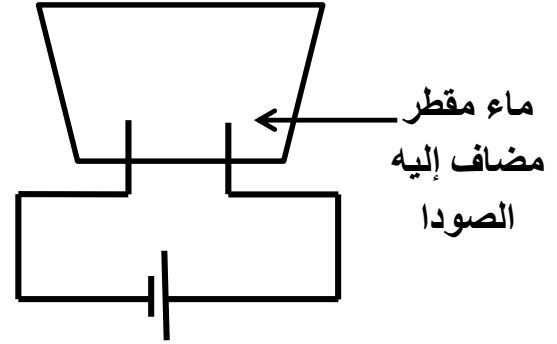 ماء مقطر
مضاف إليه
الصودا